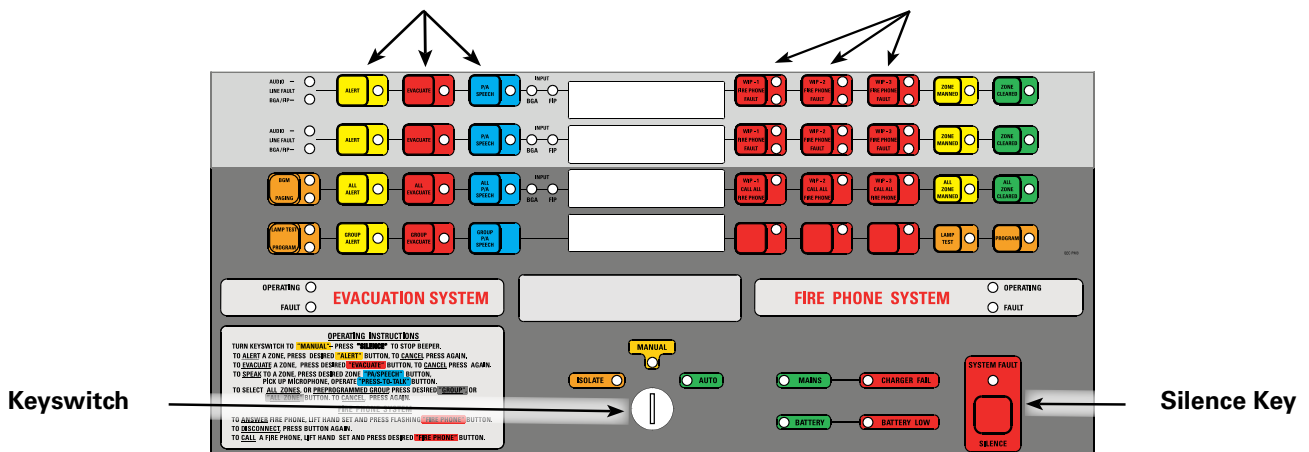 AUDIO –
LINE FAULT
BGA/FIP–
ALERT
EVACUATE
P/A SPEECH
INPUT
BGA FIP
WIP - 1 FIRE PHONE FAULT
WIP - 2 FIRE PHONE FAULT
WIP - 3 FIRE PHONE FAULT
ZONE MANNED
ZONE CLEARED
AUDIO –
LINE FAULT
BGA/FIP–
ALERT
EVACUATE
P/A SPEECH
INPUT
BGA FIP
WIP - 1 FIRE PHONE FAULT
WIP - 2 FIRE PHONE FAULT
WIP - 3 FIRE PHONE FAULT
ZONE MANNED
ZONE CLEARED
BGM
PAGING
ALL ALERT
ALL EVACUATE
ALL P/A SPEECH
INPUT
BGA FIP
WIP - 1 CALL ALL FIRE PHONE
WIP - 2 CALL ALL FIRE PHONE
WIP - 3 CALL ALL FIRE PHONE
ALL ZONE MANNED
ALL ZONE CLEARED
LAMP TEST
PROGRAM
GROUP ALERT
GROUP EVACUATE
GROUP P/A SPEECH
LAMP TEST
PROGRAM
OPERATING
FAULT
EVACUATION SYSTEM
FIRE PHONE SYSTEM
OPERATING
FAULT
OPERATING INSTRUCTIONS
TURN KEYSWITCH TO "MANUAL"– PRESS "SILENCE" TO STOP BEEPER.
TO ALERT A ZONE, PRESS DESIRED "ALERT" BUTTON, TO CANCEL PRESS AGAIN,
TO EVACUATE A ZONE, PRESS DESIRED "EVACUATE" BUTTON, TO CANCEL PRESS AGAIN.
TO SPEAK TO A ZONE, PRESS DESIRED ZONE "PA/SPEECH" BUTTON,
PICK UP MICROPHONE, OPERATE "PRESS-TO-TALK" BUTTON.
TO SELECT ALL ZONES, OR PREPROGRAMMED GROUP, PRESS DESIRED "GROUP" OR
"ALL-ZONE" BUTTON. TO CANCEL, PRESS AGAIN.
FIRE PHONE SYSTEM
TO ANSWER FIRE PHONE, LIFT HAND SET AND PRESS FLASHING "FIRE PHONE" BUTTON.
TO DISCONNECT, PRESS BUTTON AGAIN.
TO CALL A FIRE PHONE, LIFT HAND SET AND PRESS DESIRED "FIRE PHONE" BUTTON.
MANUAL
ISOLATE
AUTO
MAINS
CHARGER FAIL
BATTERY
BATTERY LOW
SYSTEM FAULT
SILENCE
Keyswitch
Silence Key